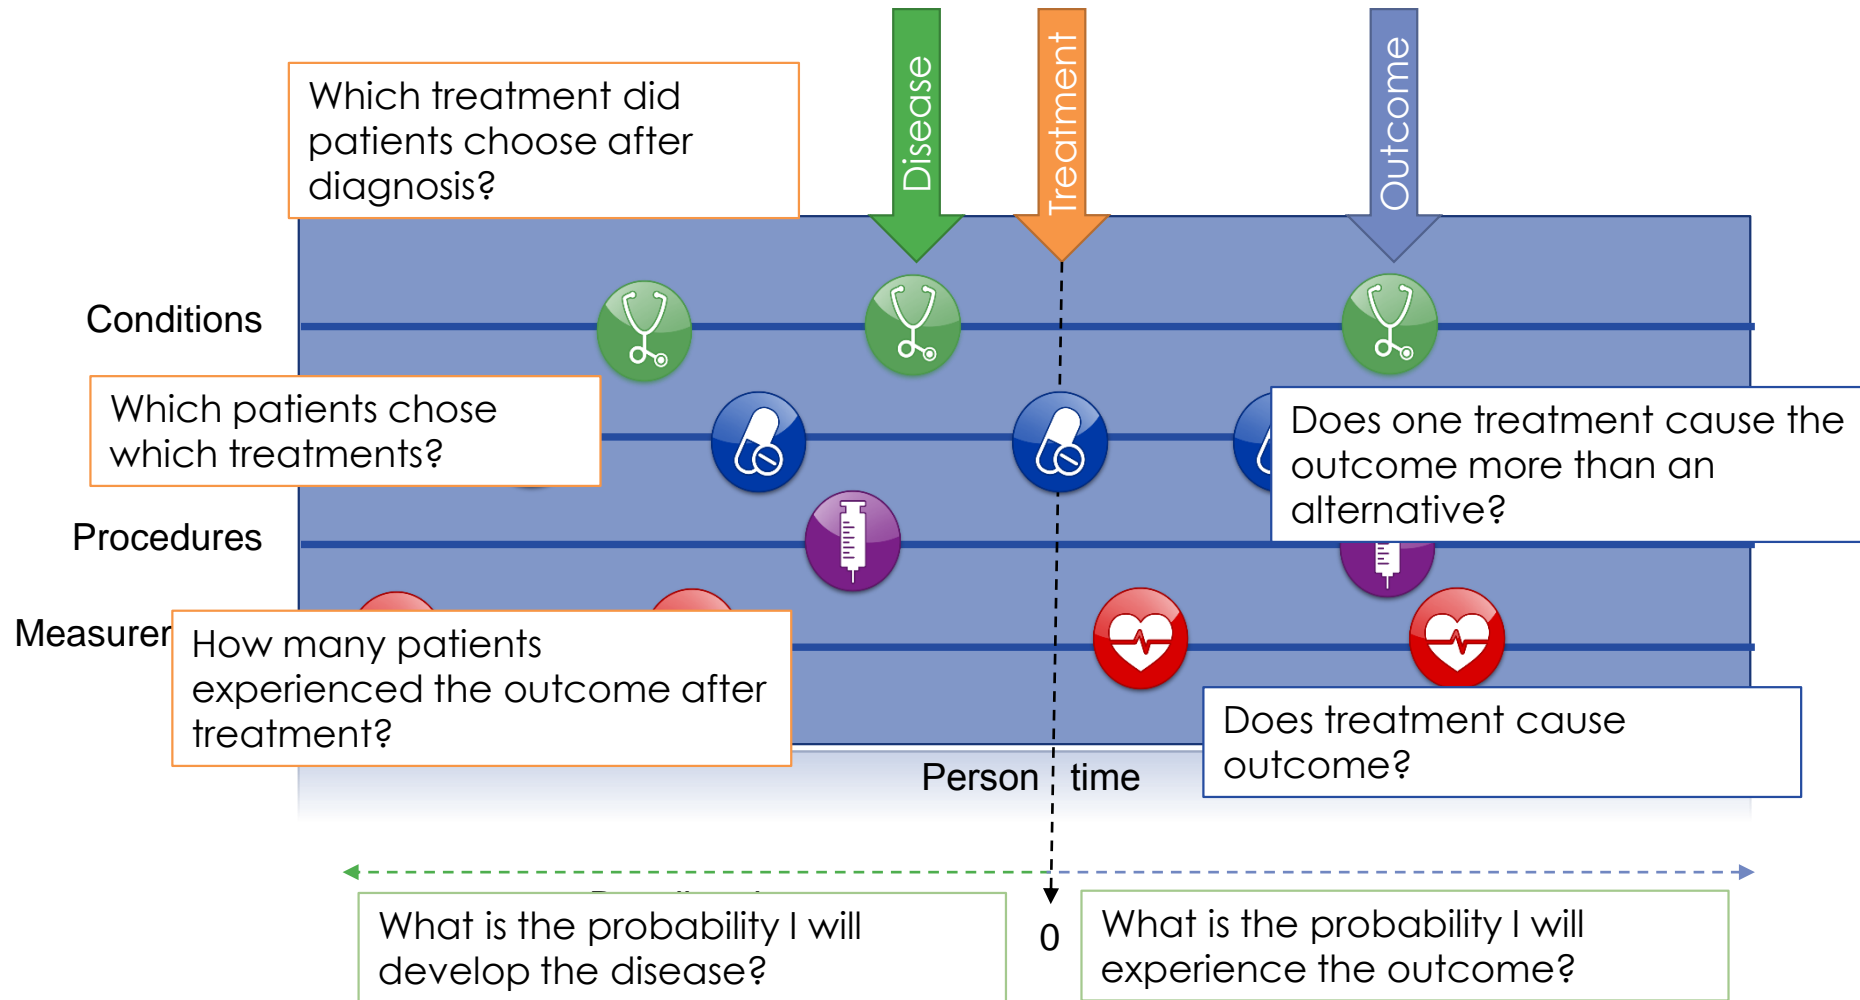 Disease
Treatment
Outcome
Which treatment did
patients choose after
diagnosis?
Conditions
Which patients chose
which treatments?
Does one treatment cause the
outcome more than an
alternative?
Procedures
Measurer
How many patients
experienced the outcome after
treatment?
Does treatment cause
outcome?
Person time
0
What is the probability I will
develop the disease?
What is the probability I will
experience the outcome?